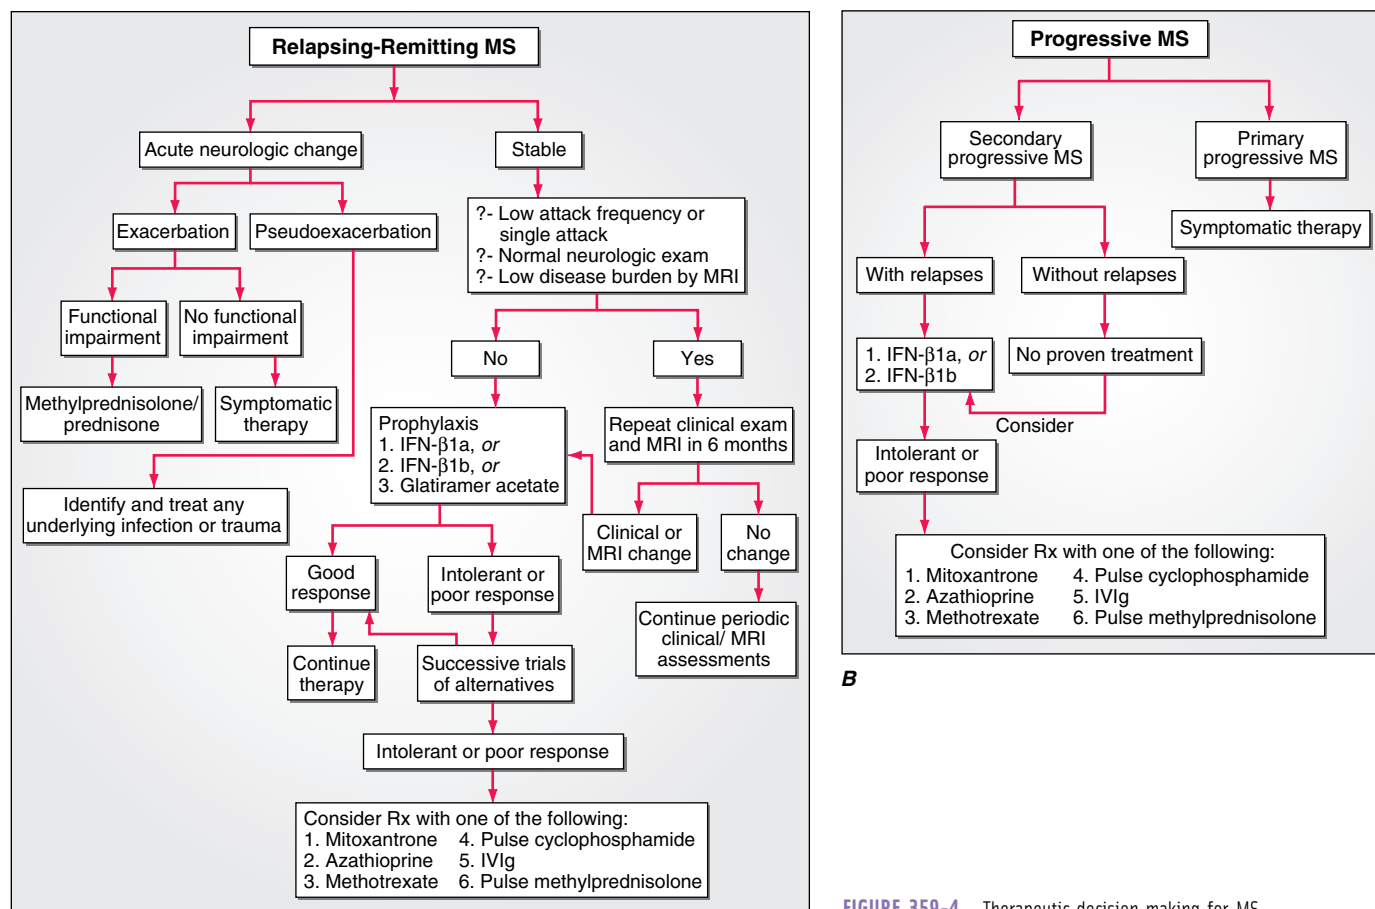 Relapsing-Remitting MS
Acute neurologic change
Stable
Exacerbation
Pseudoexacerbation
?- Low attack frequency or
single attack
?- Normal neurologic exam
?- Low disease burden by MRI
Functional
impairment
No functional
impairment
No
Yes
Methylprednisolone/
prednisone
Symptomatic
therapy
Prophylaxis
1. IFN-β1a, or
2. IFN-β1b, or
3. Glatiramer acetate
Repeat clinical exam
and MRI in 6 months
Identify and treat any
underlying infection or trauma
Clinical or
MRI change
No
change
Good
response
Intolerant or
poor response
Continue periodic
clinical/ MRI
assessments
Continue
therapy
Successive trials
of alternatives
Intolerant or poor response
Consider Rx with one of the following:
1. Mitoxantrone 4. Pulse cyclophosphamide
2. Azathioprine 5. IVIg
3. Methotrexate 6. Pulse methylprednisolone
Progressive MS
Secondary
progressive MS
Primary
progressive MS
Symptomatic therapy
With relapses
Without relapses
1. IFN-β1a, or
2. IFN-β1b
No proven treatment
Consider
Intolerant or
poor response
Consider Rx with one of the following:
1. Mitoxantrone 4. Pulse cyclophosphamide
2. Azathioprine 5. IVIg
3. Methotrexate 6. Pulse methylprednisolone
B
FIGURE 359-4 Therapeutic decision making for MS.